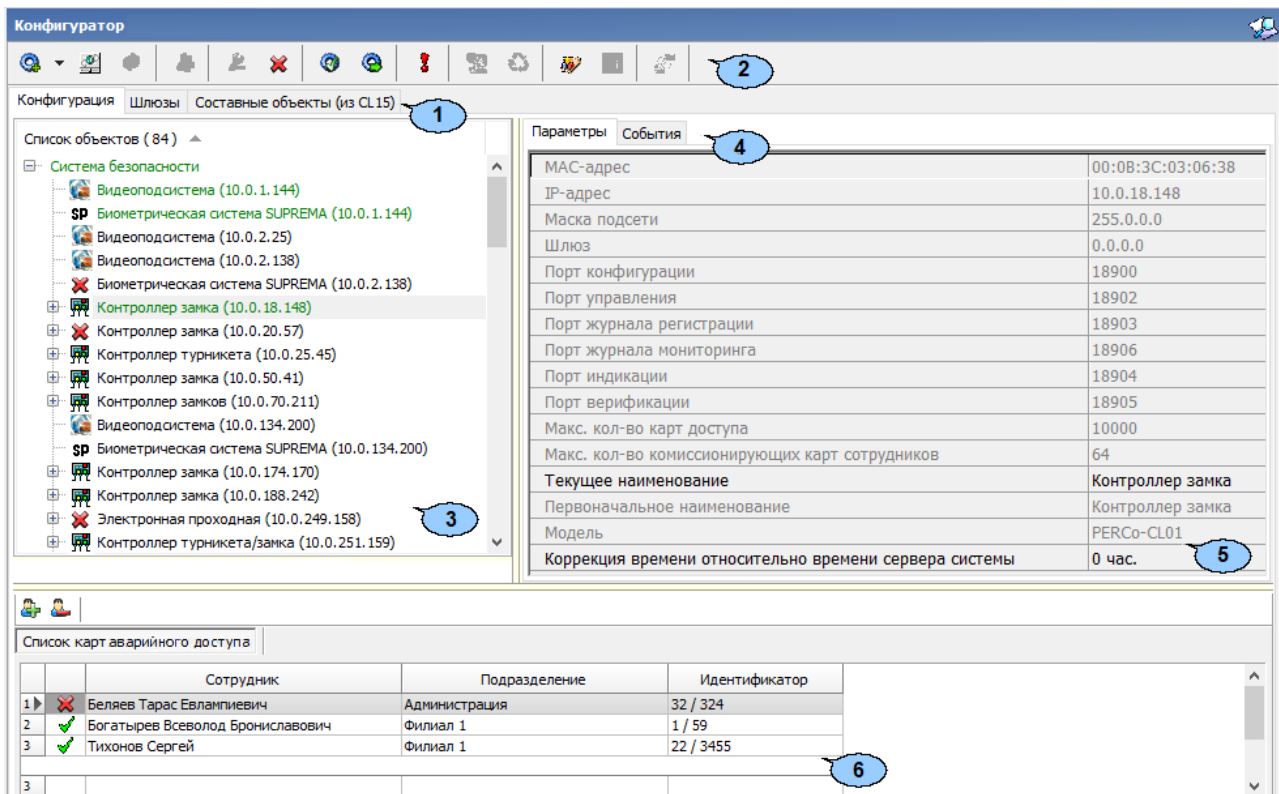 Конфигуратор
2
Конфигурация Шлюзы Составные объекты (из CL15)
1
Список объектов (84)
Система безопасности
Видеоподсистема (10.0.1.144)
SP Биометрическая система SUPREMA (10.0.1.144)
Видеоподсистема (10.0.2.25)
Видеоподсистема (10.0.2.138)
Биометрическая система SUPREMA (10.0.2.138)
Контроллер замка (10.0.18.148)
Контроллер замка (10.0.20.57)
Контроллер турникета (10.0.25.45)
Контроллер замка (10.0.50.41)
Контроллер замков (10.0.70.211)
Видеоподсистема (10.0.134.200)
SP Биометрическая система SUPREMA (10.0.134.200)
Контроллер замка (10.0.174.170)
Контроллер замка (10.0.188.242)
Электронная проходная (10.0.249.158)
Контроллер турникета/замка (10.0.251.159)
3
Параметры События
4
MAC-адрес 00:0B:3C:03:06:38
IP-адрес 10.0.18.148
Маска подсети 255.0.0.0
Шлюз 0.0.0.0
Порт конфигурации 18900
Порт управления 18902
Порт журнала регистрации 18903
Порт журнала мониторинга 18906
Порт индикации 18904
Порт верификации 18905
Макс. кол-во карт доступа 10000
Макс. кол-во комиссионирующих карт сотрудников 64
Текущее наименование Контроллер замка
Первоначальное наименование Контроллер замка
Модель PERCo-CL01
Коррекция времени относительно времени сервера системы 0 час.
5
Список карт аварийного доступа
Сотрудник Подразделение Идентификатор
1 Беляев Тарас Евлампиевич Администрация 32 / 324
2 Богатырев Всеволод Брониславович Филиал 1 1 / 59
3 Тихонов Сергей Филиал 1 22 / 3455
6
3